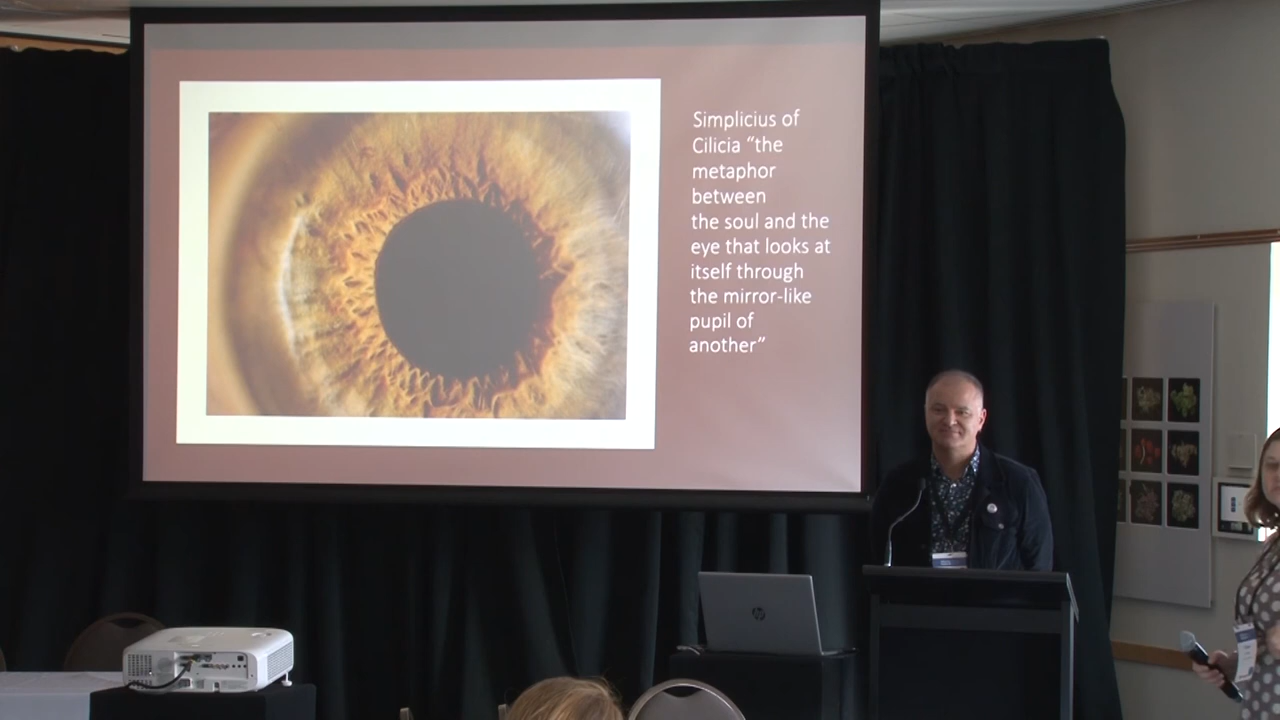 Simplicius of
Cilicia “the
metaphor
between
the soul and the
eye that looks at
itself through
the mirror-like
pupil of
another”
hp